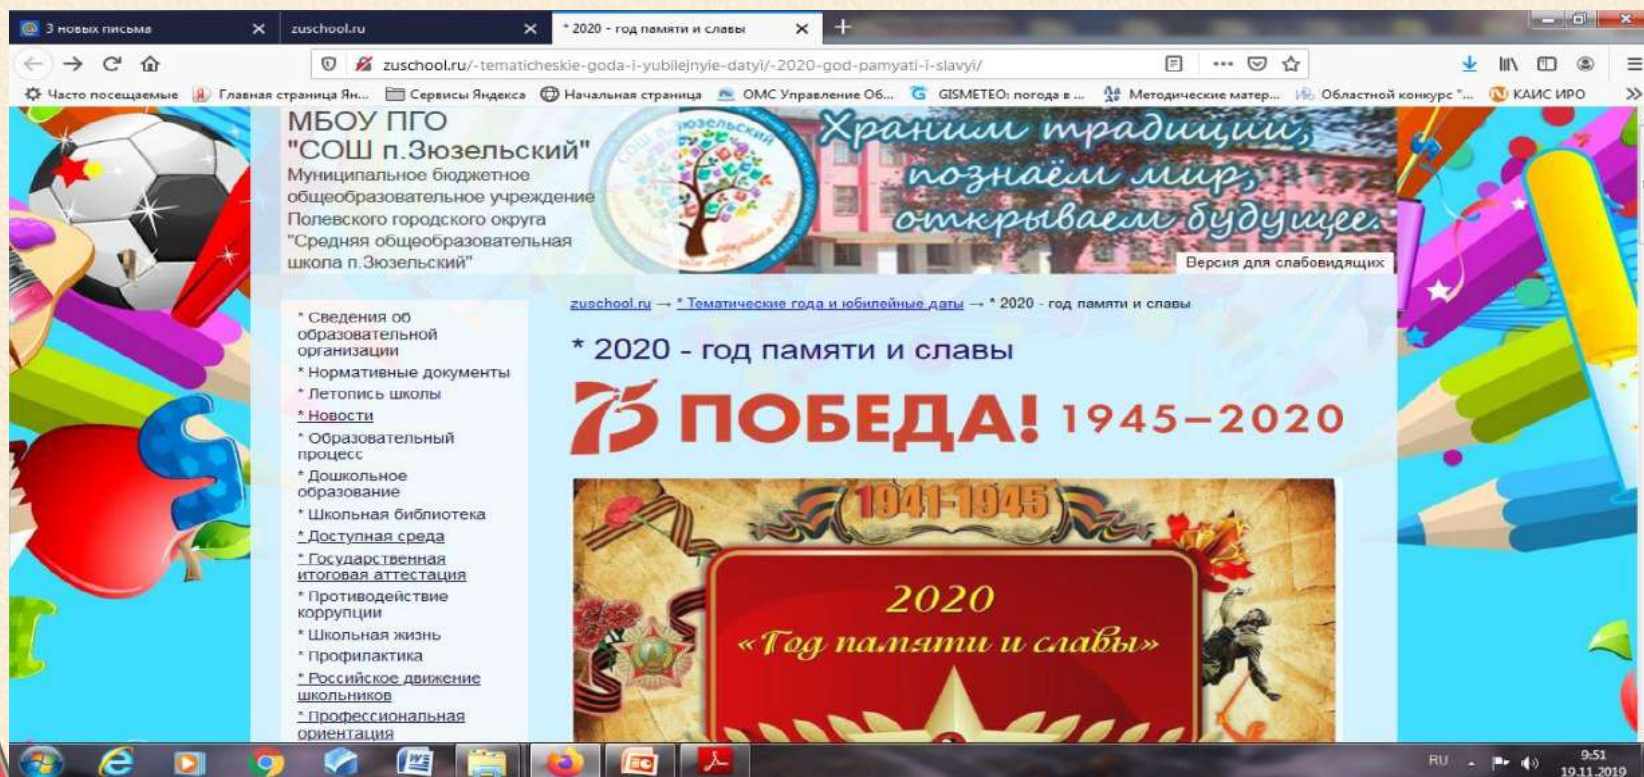 3 новых письма
zuschool.ru
* 2020 - год памяти и славы
zuschool.ru/-tematicheskie-goda-i-yubilejnyie-datyi/-2020-god-pamyati-i-slavyi/
Часто посещаемые
Главная страница Ян...
Сервисы Яндекса
Начальная страница
ОМС Управление Об...
GISMETEO: погода в ...
Методические матер...
Областной конкурс "...
КАИС ИРО
МБОУ ПГО
"СОШ п.Зюзельский"
Муниципальное бюджетное
общеобразовательное учреждение
Полевского городского округа
"Средняя общеобразовательная
школа п.Зюзельский"
Храним традиции,
познаём мир,
открываем будущее.
Версия для слабовидящих
* Сведения об
образовательной
организации
* Нормативные документы
* Летопись школы
* Новости
* Образовательный
процесс
* Дошкольное
образование
* Школьная библиотека
* Доступная среда
* Государственная
итоговая аттестация
* Противодействие
коррупции
* Школьная жизнь
* Профилактика
* Российское движение
школьников
* Профессиональная
ориентация
zuschool.ru → * Тематические года и юбилейные даты → * 2020 - год памяти и славы
* 2020 - год памяти и славы
75 ПОБЕДА! 1945–2020
1941-1945
2020
«Год памяти и славы»
RU
9:51
19.11.2019